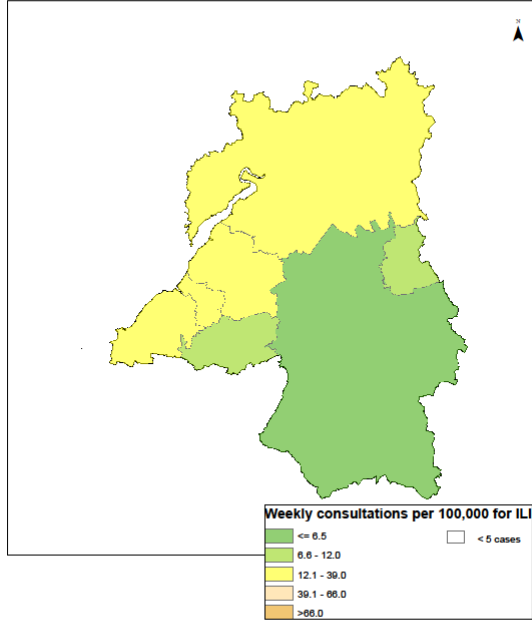 N
Weekly consultations per 100,000 for ILI
<= 6.5
< 5 cases
6.6 - 12.0
12.1 - 39.0
39.1 - 66.0
>66.0